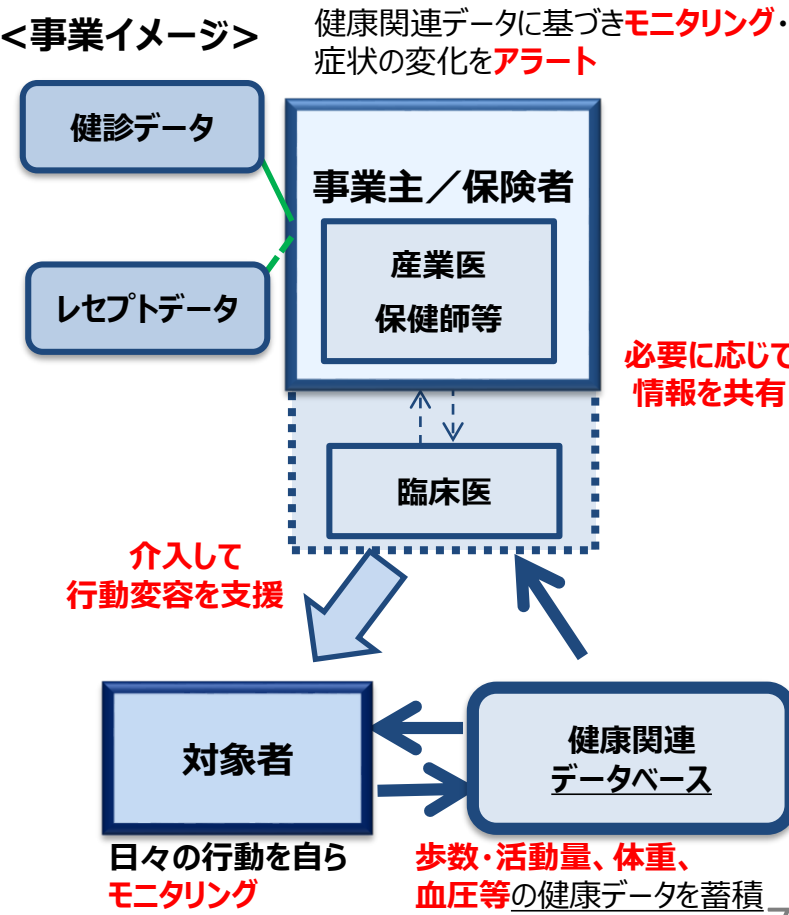 <事業イメージ>
健康関連データに基づきモニタリング・
症状の変化をアラート
健診データ
レセプトデータ
事業主／保険者
産業医
保健師等
必要に応じて
情報を共有
臨床医
介入して
行動変容を支援
対象者
健康関連
データベース
日々の行動を自ら
モニタリング
歩数・活動量、体重、
血圧等の健康データを蓄積